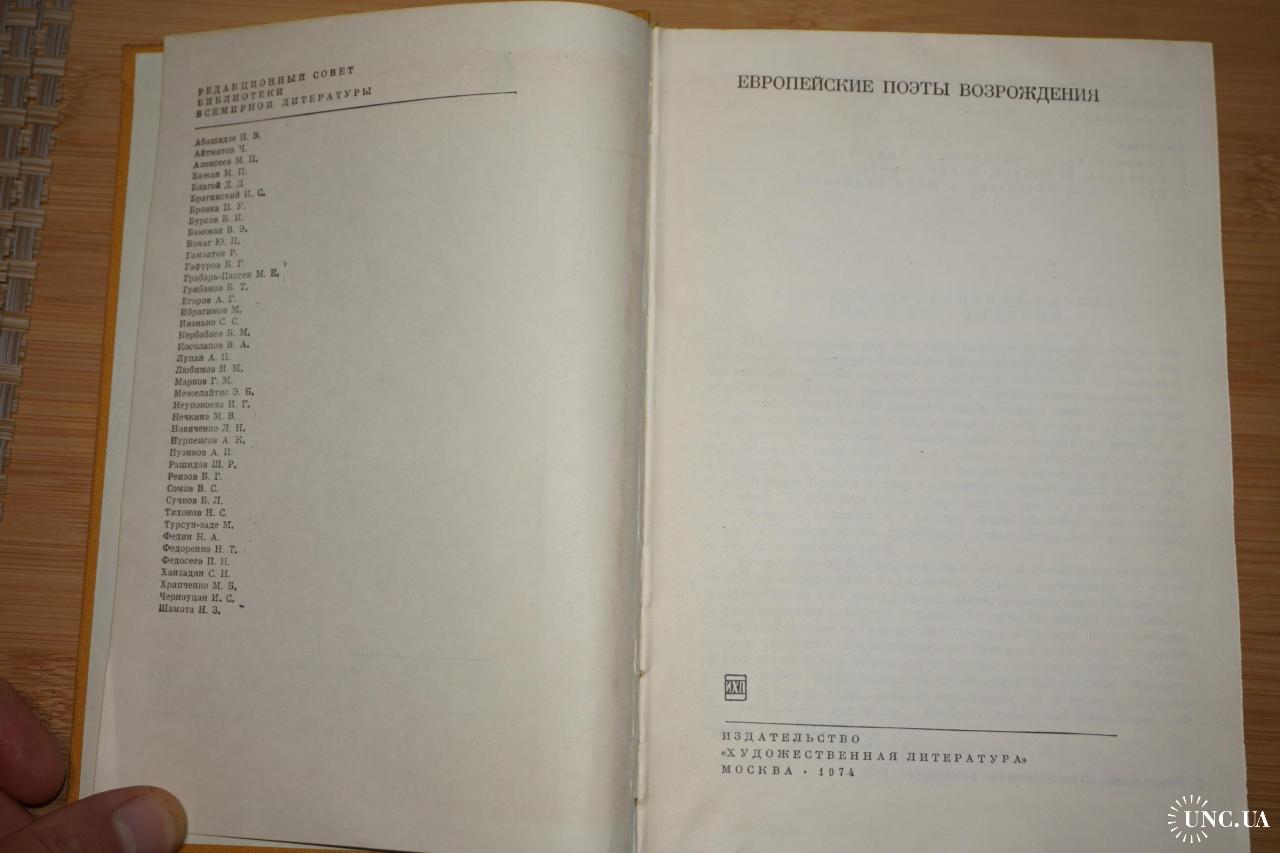 РЕДАКЦИОННЫЙ СОВЕТ
БИБЛИОТЕКИ
ВСЕМИРНОЙ ЛИТЕРАТУРЫ
Абашидзе И. В.
Айтматов Ч.
Алексеев М. П.
Бажан М. П.
Благой Д. Д.
Брагинский И. С.
Бровка П. У.
Бурсов Б. И.
Бээкман В. Э.
Ванаг Ю. П.
Гамзатов Р.
Гафуров Б. Г.
Грабарь-Пассек М. Е.
Грибанов Б. Т.
Егоров А. Г.
Ибрагимов М.
Иванько С. С.
Кербабаев Б. М.
Косолапов В. А.
Лупан А. П.
Любимов Н. М.
Марков Г. М.
Межелайтис Э. Б.
Неупокоева И. Г.
Нечкина М. В.
Новиченко Л. Н.
Нурпеисов А. К.
Пузиков А. И.
Рашидов Ш. Р.
Реизов Б. Г.
Сомов В. С.
Сучков Б. Л.
Тихонов Н. С.
Турсун-заде М.
Федин К. А.
Федоренко Н. Т.
Федосеев П. Н.
Ханзадян С. Н.
Храпченко М. Б.
Черноуцан И. С.
Шамота Н. З.
ЕВРОПЕЙСКИЕ ПОЭТЫ ВОЗРОЖДЕНИЯ
ИХЛ
ИЗДАТЕЛЬСТВО
«ХУДОЖЕСТВЕННАЯ ЛИТЕРАТУРА»
МОСКВА · 1974
UNC.UA